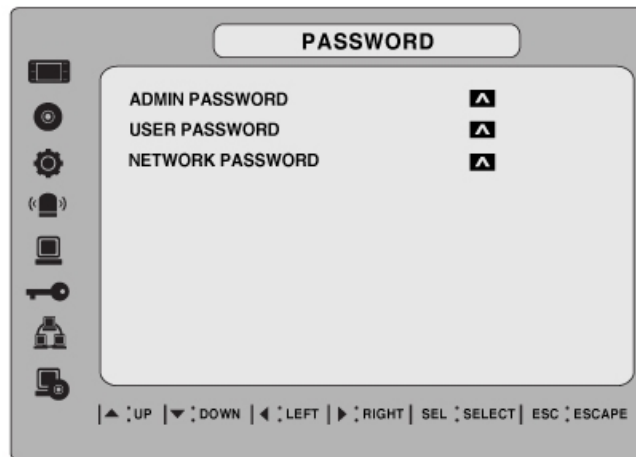 PASSWORD
ADMIN PASSWORD
USER PASSWORD
NETWORK PASSWORD
▲ : UP | ▼ : DOWN | ◀ : LEFT | ▶ : RIGHT | SEL : SELECT | ESC : ESCAPE